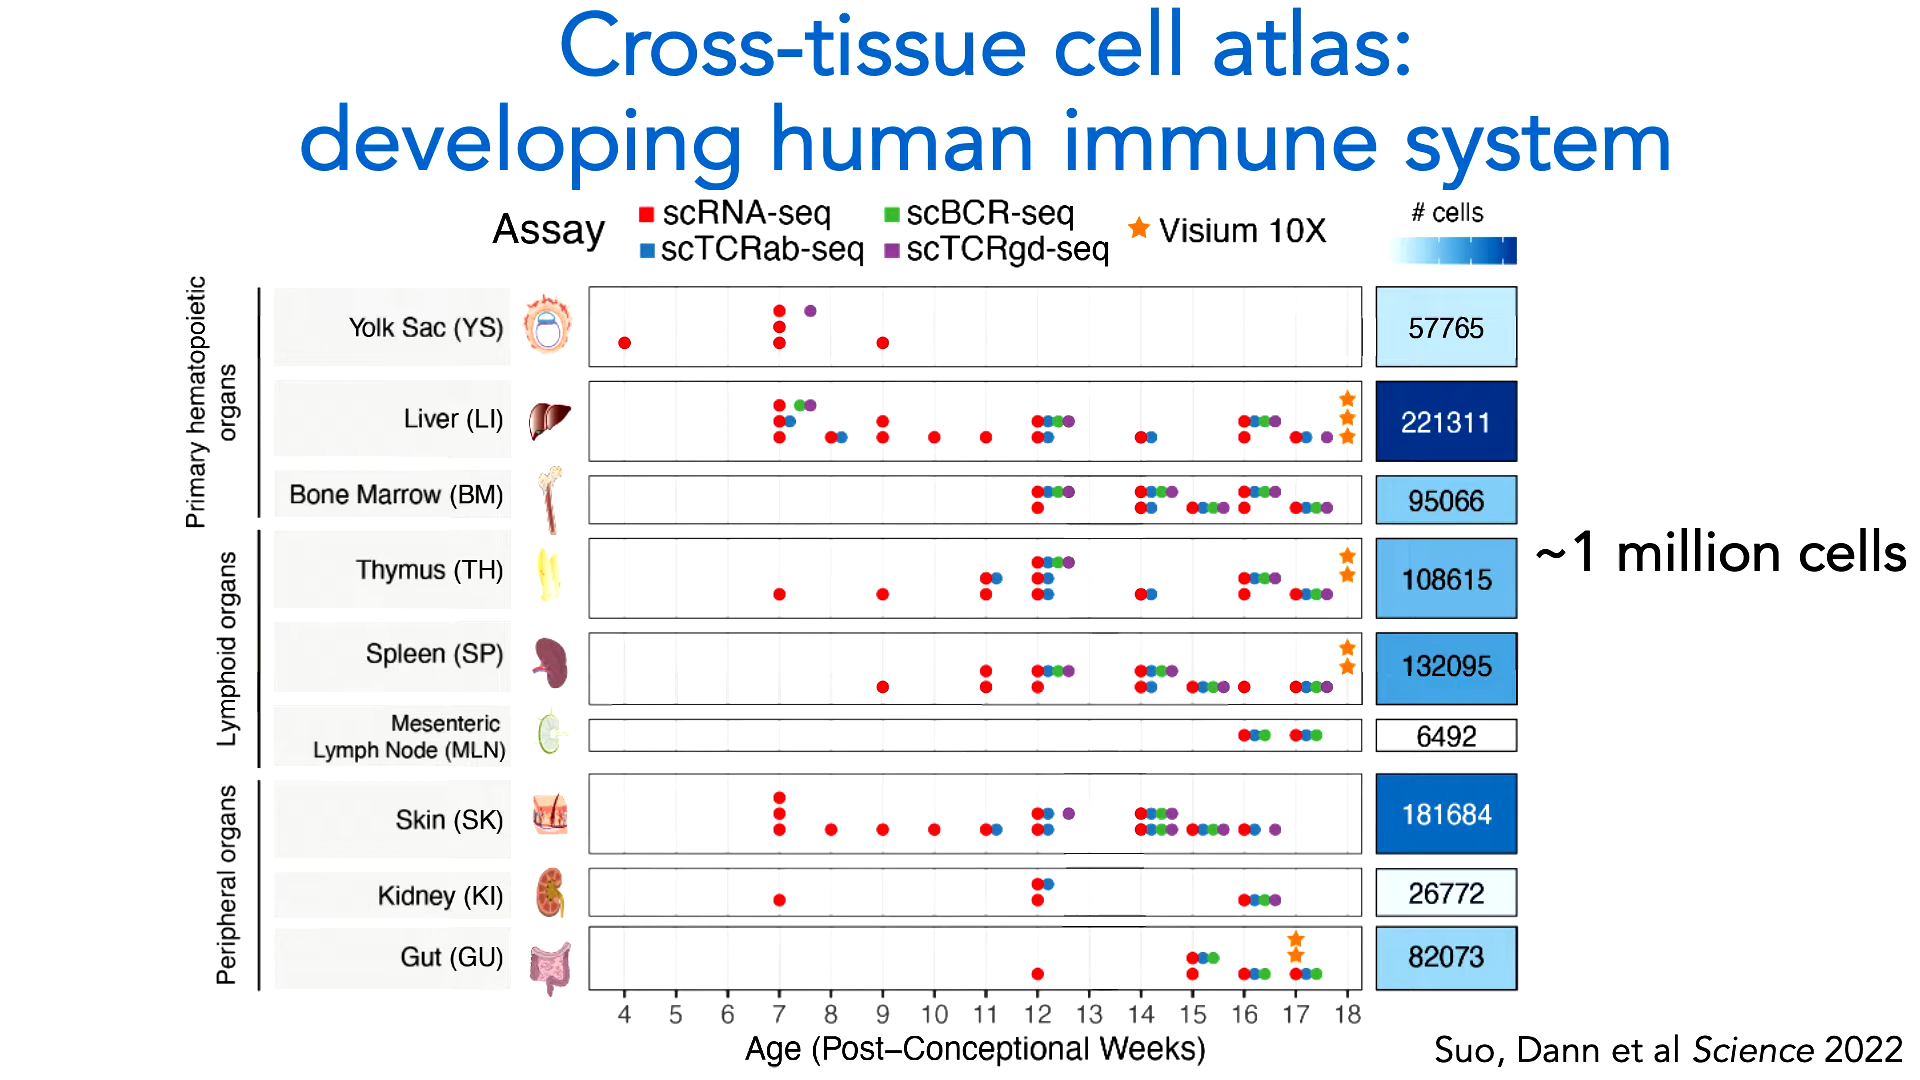 Cross-tissue cell atlas:
developing human immune system
Assay
scRNA-seq
scBCR-seq
scTCRab-seq
scTCRgd-seq
Visium 10X
# cells
Primary hematopoietic
organs
Yolk Sac (YS)
57765
Liver (LI)
221311
Bone Marrow (BM)
95066
Lymphoid organs
Thymus (TH)
108615
~1 million cells
Spleen (SP)
132095
Mesenteric
Lymph Node (MLN)
6492
Peripheral organs
Skin (SK)
181684
Kidney (KI)
26772
Gut (GU)
82073
4 5 6 7 8 9 10 11 12 13 14 15 16 17 18
Age (Post–Conceptional Weeks)
Suo, Dann et al Science 2022